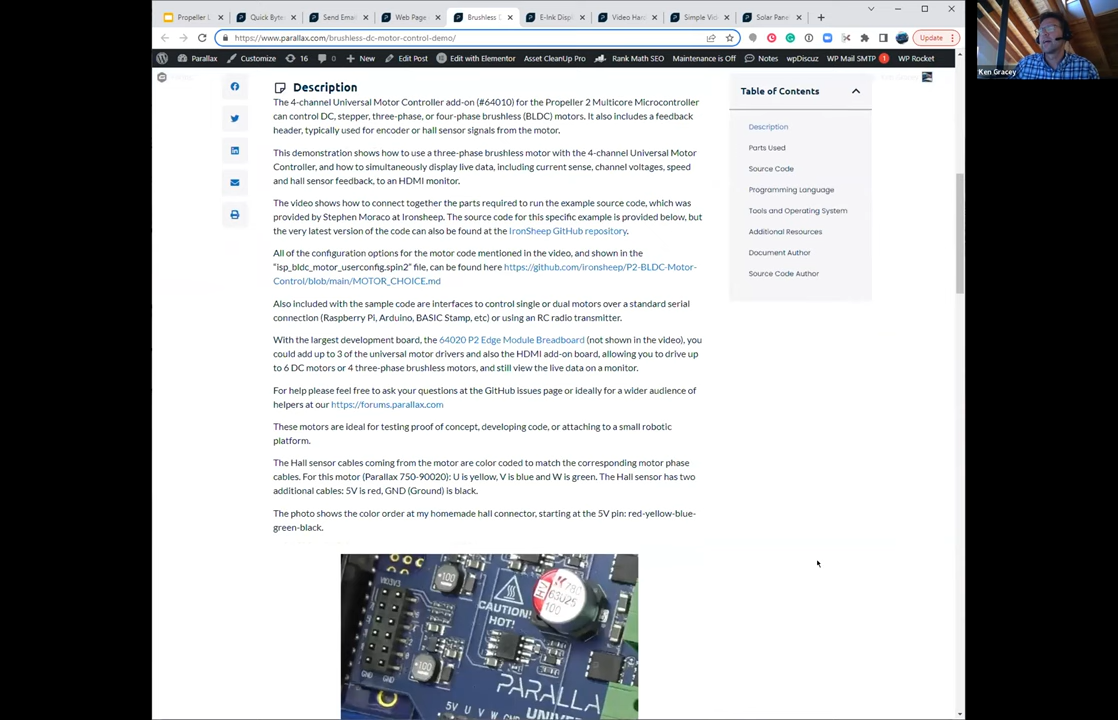 Propeller L
Quick Byte
Send Email
Web Page
Brushless D
E-Ink Displ
Video Hard
Simple Vid
Solar Pane
https://www.parallax.com/brushless-dc-motor-control-demo/
Update
Parallax
Customize
16
0
New
Edit Post
Edit with Elementor
Asset CleanUp Pro
Rank Math SEO
Maintenance is Off
Notes
wpDiscuz
WP Mail SMTP 1
WP Rocket
Ken Gracey
Description
The 4-channel Universal Motor Controller add-on (#64010) for the Propeller 2 Multicore Microcontroller
can control DC, stepper, three-phase, or four-phase brushless (BLDC) motors. It also includes a feedback
header, typically used for encoder or hall sensor signals from the motor.
This demonstration shows how to use a three-phase brushless motor with the 4-channel Universal Motor
Controller, and how to simultaneously display live data, including current sense, channel voltages, speed
and hall sensor feedback, to an HDMI monitor.
The video shows how to connect together the parts required to run the example source code, which was
provided by Stephen Moraco at Ironsheep. The source code for this specific example is provided below, but
the very latest version of the code can also be found at the IronSheep GitHub repository.
All of the configuration options for the motor code mentioned in the video, and shown in the
"isp_bldc_motor_userconfig.spin2" file, can be found here https://github.com/ironsheep/P2-BLDC-Motor-
Control/blob/main/MOTOR_CHOICE.md
Also included with the sample code are interfaces to control single or dual motors over a standard serial
connection (Raspberry Pi, Arduino, BASIC Stamp, etc) or using an RC radio transmitter.
With the largest development board, the 64020 P2 Edge Module Breadboard (not shown in the video), you
could add up to 3 of the universal motor drivers and also the HDMI add-on board, allowing you to drive up
to 6 DC motors or 4 three-phase brushless motors, and still view the live data on a monitor.
For help please feel free to ask your questions at the GitHub issues page or ideally for a wider audience of
helpers at our https://forums.parallax.com
These motors are ideal for testing proof of concept, developing code, or attaching to a small robotic
platform.
The Hall sensor cables coming from the motor are color coded to match the corresponding motor phase
cables. For this motor (Parallax 750-90020): U is yellow, V is blue and W is green. The Hall sensor has two
additional cables: 5V is red, GND (Ground) is black.
The photo shows the color order at my homemade hall connector, starting at the 5V pin: red-yellow-blue-
green-black.
Table of Contents
Description
Parts Used
Source Code
Programming Language
Tools and Operating System
Additional Resources
Document Author
Source Code Author
VIO3V3
100
CAUTION!
HOT!
HV
63V25
100
100
GND GND
PARALLA
5V U V W GND
UNIVER